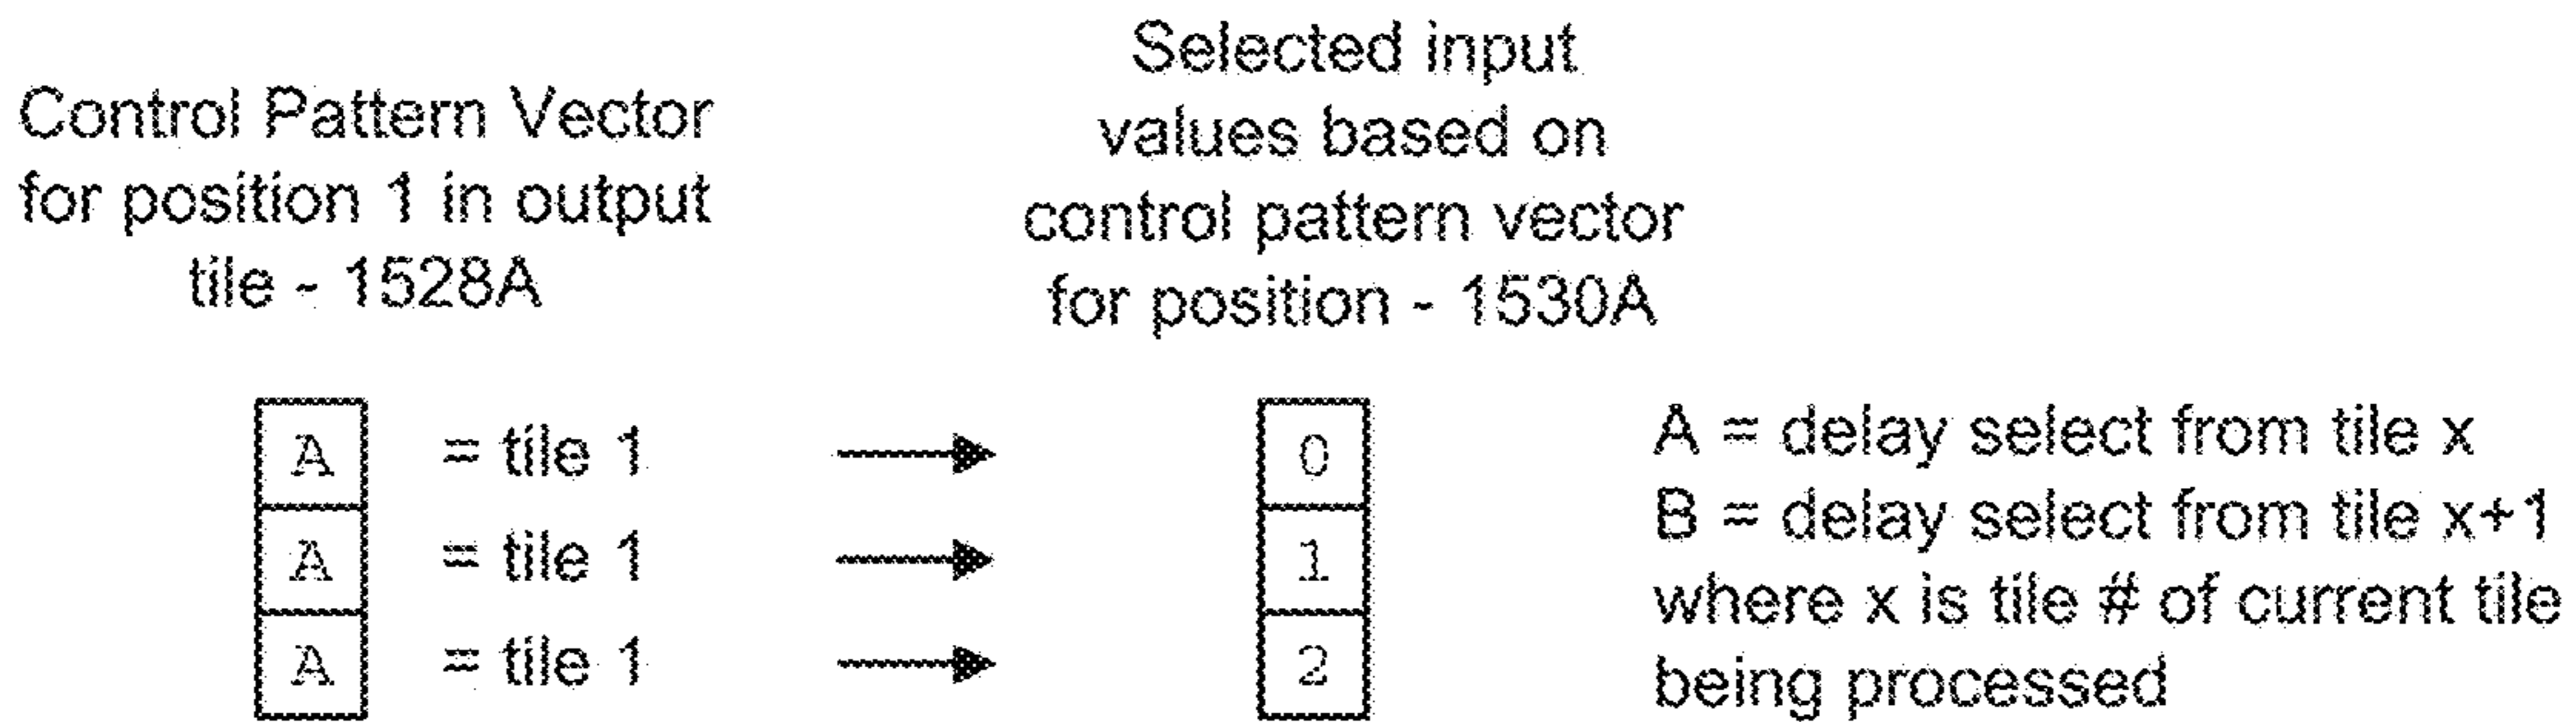 Control Pattern Vector
for position 1 in output
tile - 1528A
Selected input
values based on
control pattern vector
for position - 1530A
A = tile 1
A = tile 1
A = tile 1
0
1
2
A = delay select from tile x
B = delay select from tile x+1
where x is tile # of current tile
being processed